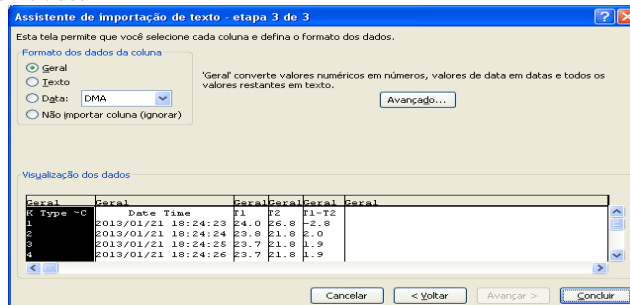 Assistente de importação de texto - etapa 3 de 3
Esta tela permite que você selecione cada coluna e defina o formato dos dados.
Formato dos dados da coluna
Geral
Texto
Data: DMA
Não importar coluna (ignorar)
'Geral' converte valores numéricos em números, valores de data em datas e todos os
valores restantes em texto.
Avançado...
Visualização dos dados
Geral Geral Geral Geral Geral Geral
K Type ~C Date Time T1 T2 T1-T2
1 2013/01/21 18:24:23 24.0 26.8 -2.8
2 2013/01/21 18:24:24 23.8 21.8 2.0
3 2013/01/21 18:24:25 23.7 21.8 1.9
4 2013/01/21 18:24:26 23.7 21.8 1.9
Cancelar < Voltar Avançar > Concluir